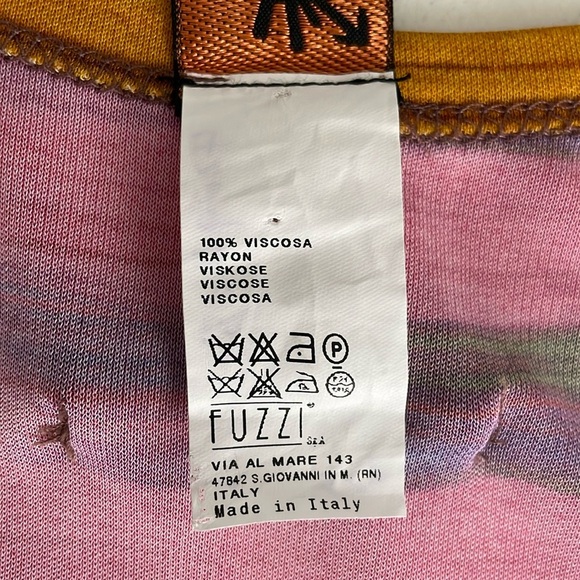 100% VISCOSA
RAYON
VISKOSE
VISCOSE
VISCOSA
P
FUZZI
SPA
VIA AL MARE 143
47842 S.GIOVANNI IN M. (RN)
ITALY
Made in Italy